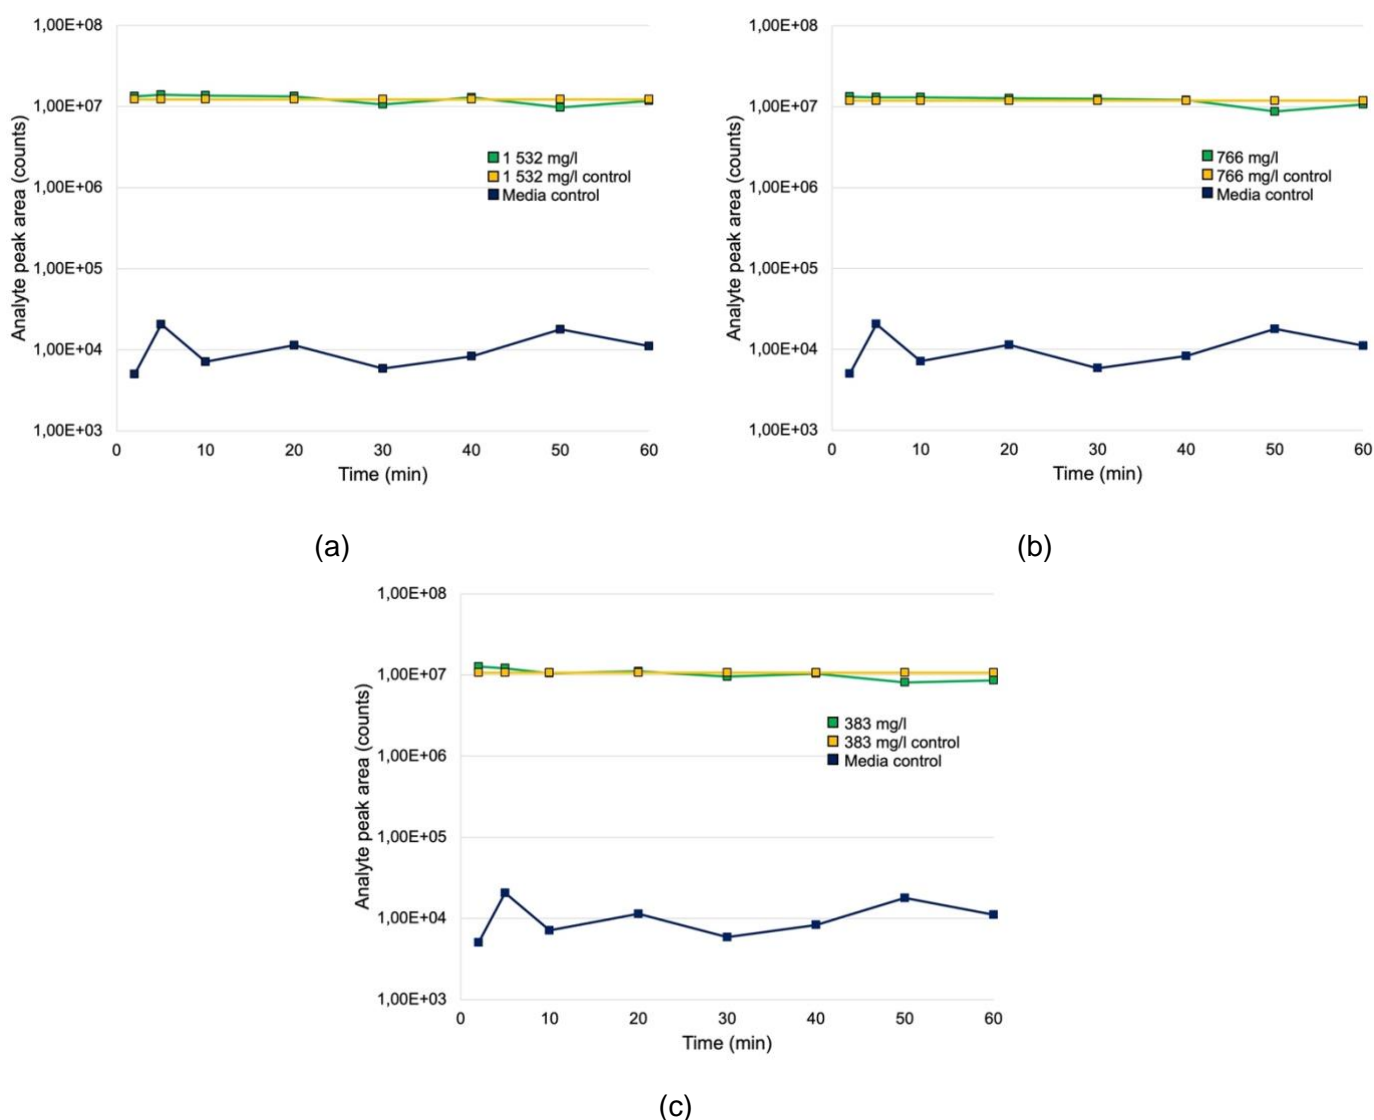 1,00E+08
1,00E+07
1,00E+06
1,00E+05
1,00E+04
1,00E+03
Analyte peak area (counts)
1 532 mg/l
1 532 mg/l control
Media control
0 10 20 30 40 50 60
Time (min)
(a)
1,00E+08
1,00E+07
1,00E+06
1,00E+05
1,00E+04
1,00E+03
Analyte peak area (counts)
766 mg/l
766 mg/l control
Media control
0 10 20 30 40 50 60
Time (min)
(b)
1,00E+08
1,00E+07
1,00E+06
1,00E+05
1,00E+04
1,00E+03
Analyte peak area (counts)
383 mg/l
383 mg/l control
Media control
0 10 20 30 40 50 60
Time (min)
(c)